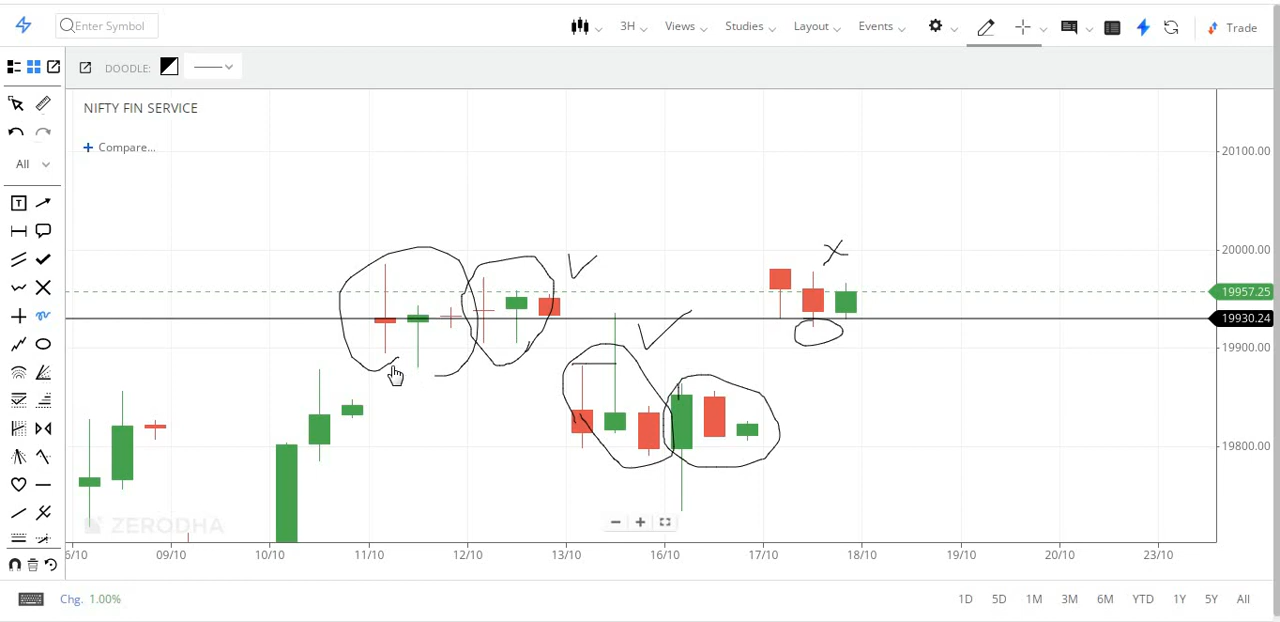 Enter Symbol 3H Views Studies Layout Events Trade
DOODLE:
NIFTY FIN SERVICE
Compare...
All
20100.00
20000.00
19957.25
19930.24
19900.00
19800.00
ZERODHA
09/10 10/10 11/10 12/10 13/10 16/10 17/10 18/10 19/10 20/10 23/10
Chg. 1.00% 1D 5D 1M 3M 6M YTD 1Y 5Y All